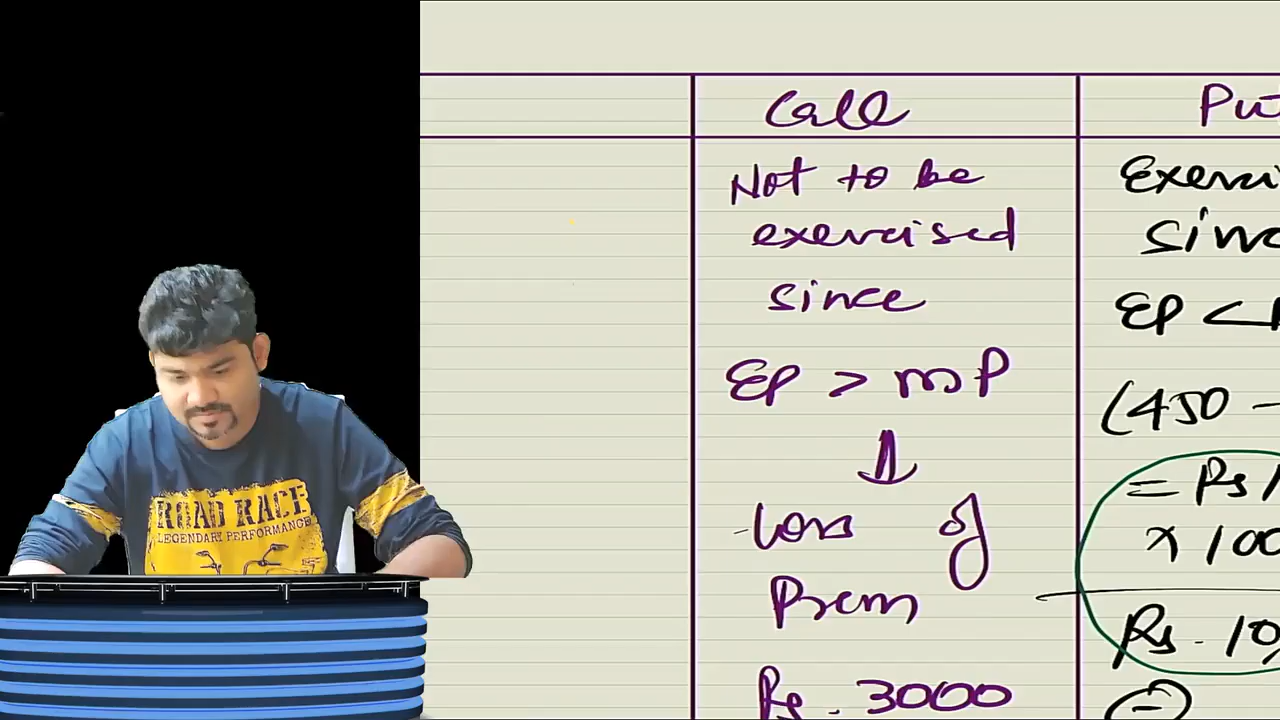 Call
Put
Not to be
exercised
since
EP > MP
↓
Loss of
Prem
Rs. 3000
Exerci
Sinc
EP <
(450 -
= Rs
× 100
Rs. 10,
ROAD RACE
LEGENDARY PERFORMANCE